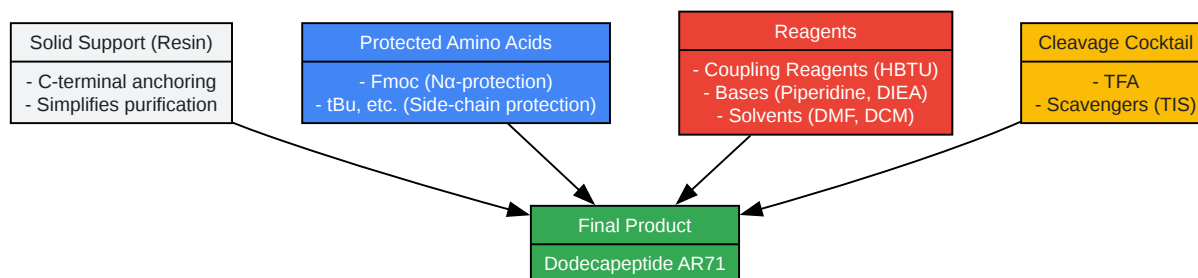 Solid Support (Resin)
- C-terminal anchoring
- Simplifies purification
Protected Amino Acids
- Fmoc (Nα-protection)
- tBu, etc. (Side-chain protection)
Reagents
- Coupling Reagents (HBTU)
- Bases (Piperidine, DIEA)
- Solvents (DMF, DCM)
Cleavage Cocktail
- TFA
- Scavengers (TIS)
Final Product
Dodecapeptide AR71